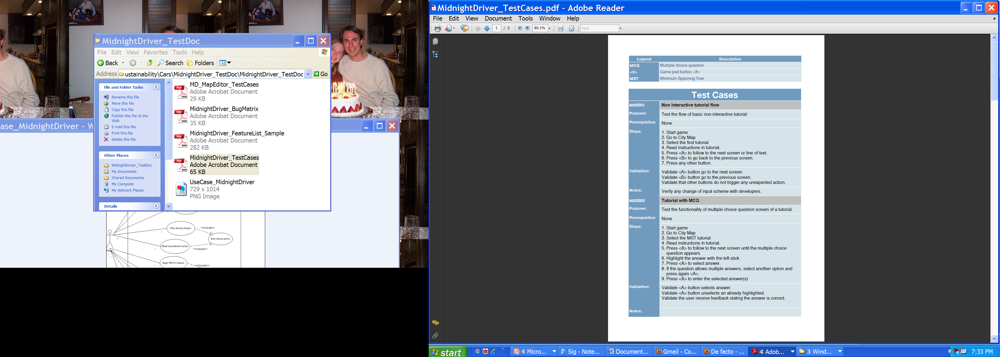 MidnightDriver_TestDoc
File Edit View Favorites Tools Help
Back Search Folders
Address ustainability\Cars\MidnightDriver_TestDoc\MidnightDriver_TestDoc Go
File and Folder Tasks
Rename this file
Move this file
Copy this file
Publish this file to the
Web
E-mail this file
Print this file
Delete this file
Other Places
MidnightDriver_TestDoc
My Documents
Shared Documents
My Computer
My Network Places
Details
MD_MapEditor_TestCases
Adobe Acrobat Document
29 KB
MidnightDriver_BugMatrix
Adobe Acrobat Document
35 KB
MidnightDriver_FeatureList_Sample
Adobe Acrobat Document
282 KB
MidnightDriver_TestCases
Adobe Acrobat Document
65 KB
UseCase_MidnightDriver
729 x 1014
PNG Image
ase_MidnightDriver - W
Play driving mission
<<include>>
Earn bonus points
Read educational tutorial
<<include>>
Player
Apply GPS in mission
<<include>>
MidnightDriver_TestCases.pdf - Adobe Reader
File Edit View Document Tools Window Help
1 / 5 80.1% Find
Legend Description
MCQ Multiple choice question
<X> Game pad button <X>
MST Minimum Spanning Tree
Test Cases
MD0001 Non interactive tutorial flow
Purpose: Test the flow of basic non-interactive tutorial
Prerequisites: None
Steps: 1. Start game
2. Go to City Map
3. Select the first tutorial
4. Read instructions in tutorial.
5. Press <A> to follow to the next screen or line of text.
6. Press <B> to go back to the previous screen.
7. Press any other button.
Validation: Validate <A> button go to the next screen.
Validate <B> button go to the previous screen.
Validate that other buttons do not trigger any unexpected action.
Notes: Verify any change of input scheme with developers.
MD0002 Tutorial with MCQ
Purpose: Test the functionality of multiple choice question screen of a tutorial.
Prerequisites: None
Steps: 1. Start game
2. Go to City Map
3. Select the MST tutorial
4. Read instructions in tutorial.
5. Press <A> to follow to the next screen until the multiple choice
question appears.
6. Highlight the answer with the left stick.
7. Press <A> to select answer.
8. If the question allows multiple answers, select another option and
press again <A>.
9. Press <X> to enter the selected answer(s)
Validation: Validate <A> button selects answer.
Validate <A> button unselects an already highlighted.
Validate the user receive feedback stating the answer is correct.
Notes:
start 4 Micro... Sig - Note... Document... Gmail - Co... De facto - ... 4 Adob... 3 Wind... 7:33 PM